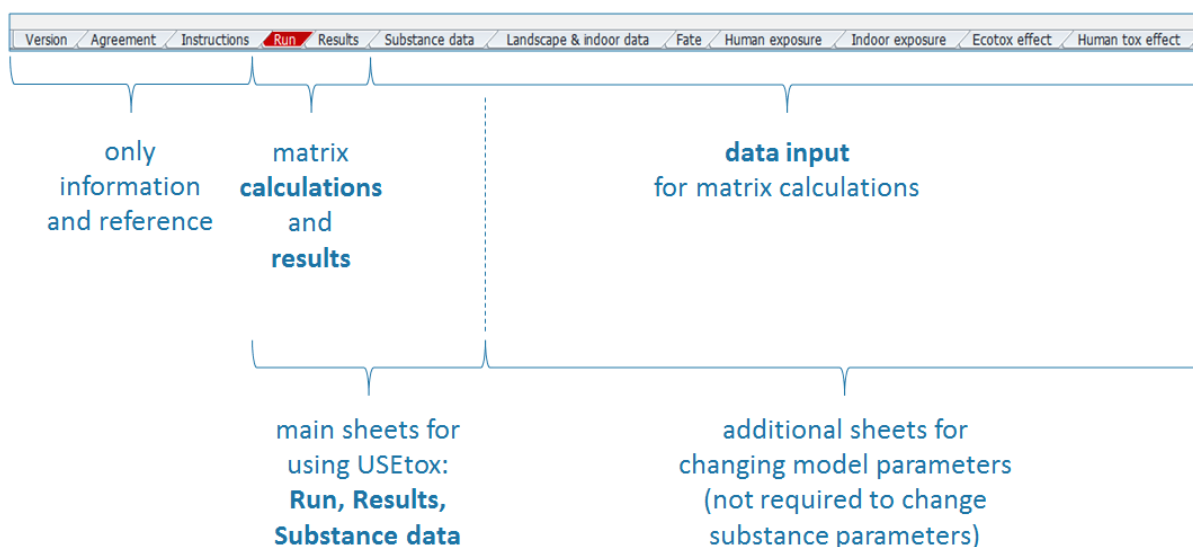 Version Agreement Instructions Run Results Substance data Landscape & indoor data Fate Human exposure Indoor exposure Ecotox effect Human tox effect
only
information
and reference
matrix
calculations
and
results
data input
for matrix calculations
main sheets for
using USEtox:
Run, Results,
Substance data
additional sheets for
changing model parameters
(not required to change
substance parameters)